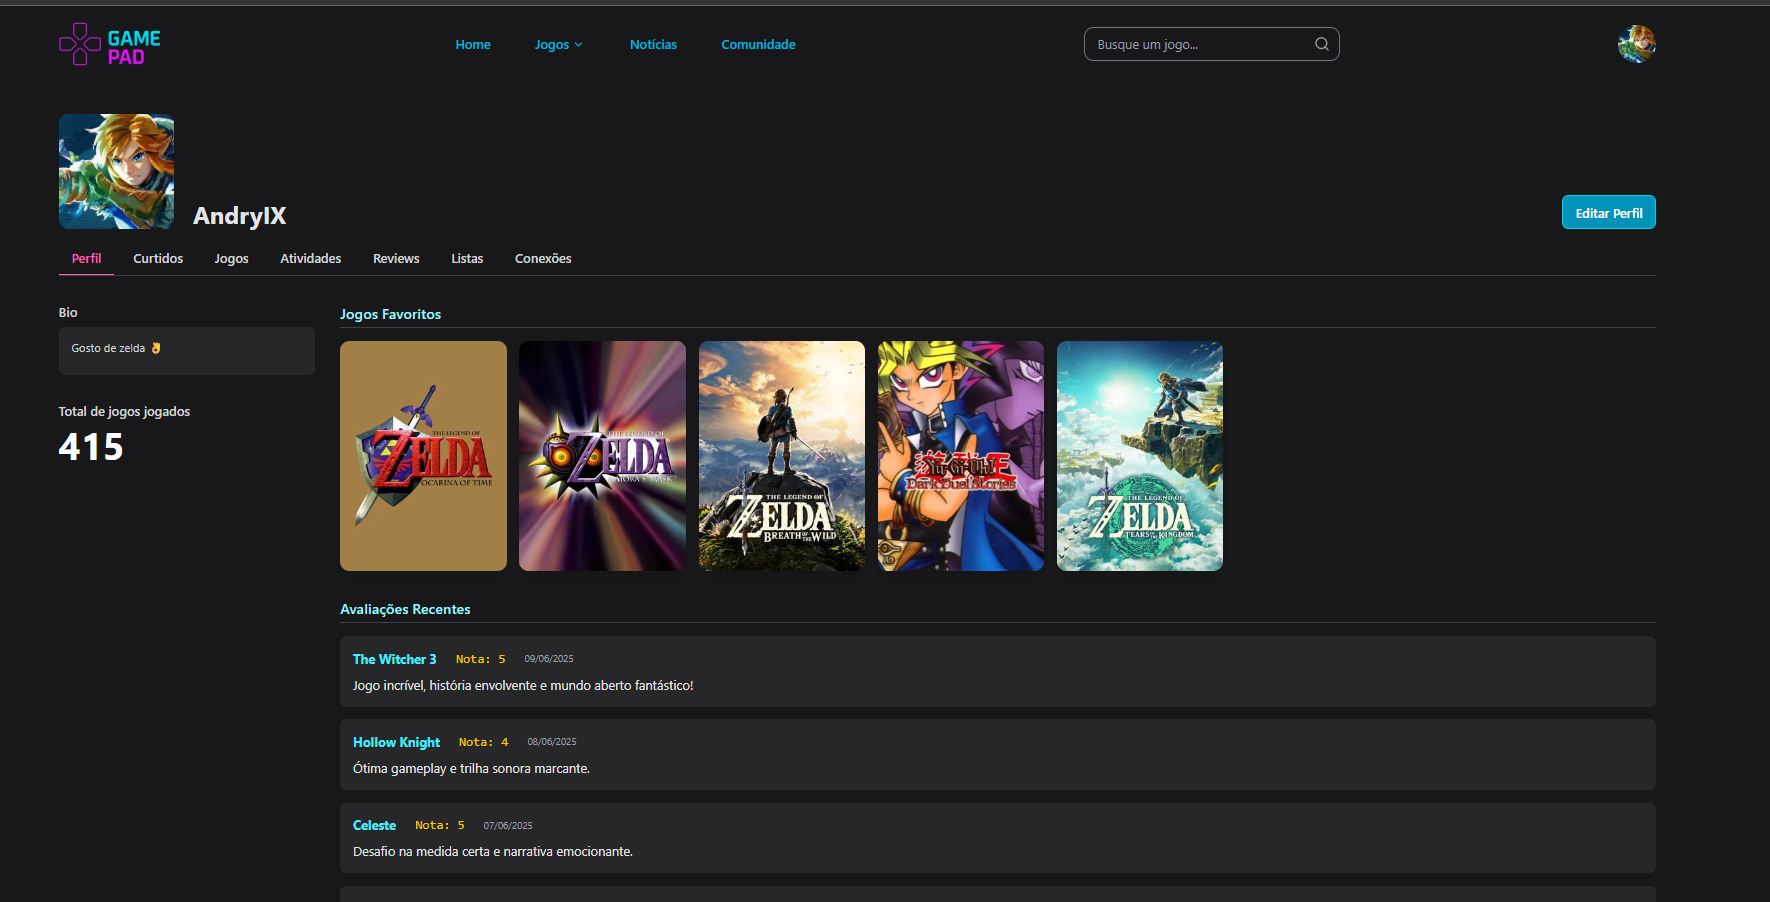 GAME
PAD
Home
Jogos
Notícias
Comunidade
Busque um jogo...
AndryIX
Editar Perfil
Perfil
Curtidos
Jogos
Atividades
Reviews
Listas
Conexões
Bio
Gosto de zelda 👌
Total de jogos jogados
415
Jogos Favoritos
THE LEGEND OF
ZELDA
OCARINA OF TIME
THE LEGEND OF
ZELDA
MAJORA'S MASK
THE LEGEND OF
ZELDA
BREATH OF THE WILD
Yu-Gi-Oh!
Dark Duel Stories
THE LEGEND OF
ZELDA
TEARS OF THE KINGDOM
Avaliações Recentes
The Witcher 3 Nota: 5 09/06/2025
Jogo incrível, história envolvente e mundo aberto fantástico!
Hollow Knight Nota: 4 08/06/2025
Ótima gameplay e trilha sonora marcante.
Celeste Nota: 5 07/06/2025
Desafio na medida certa e narrativa emocionante.